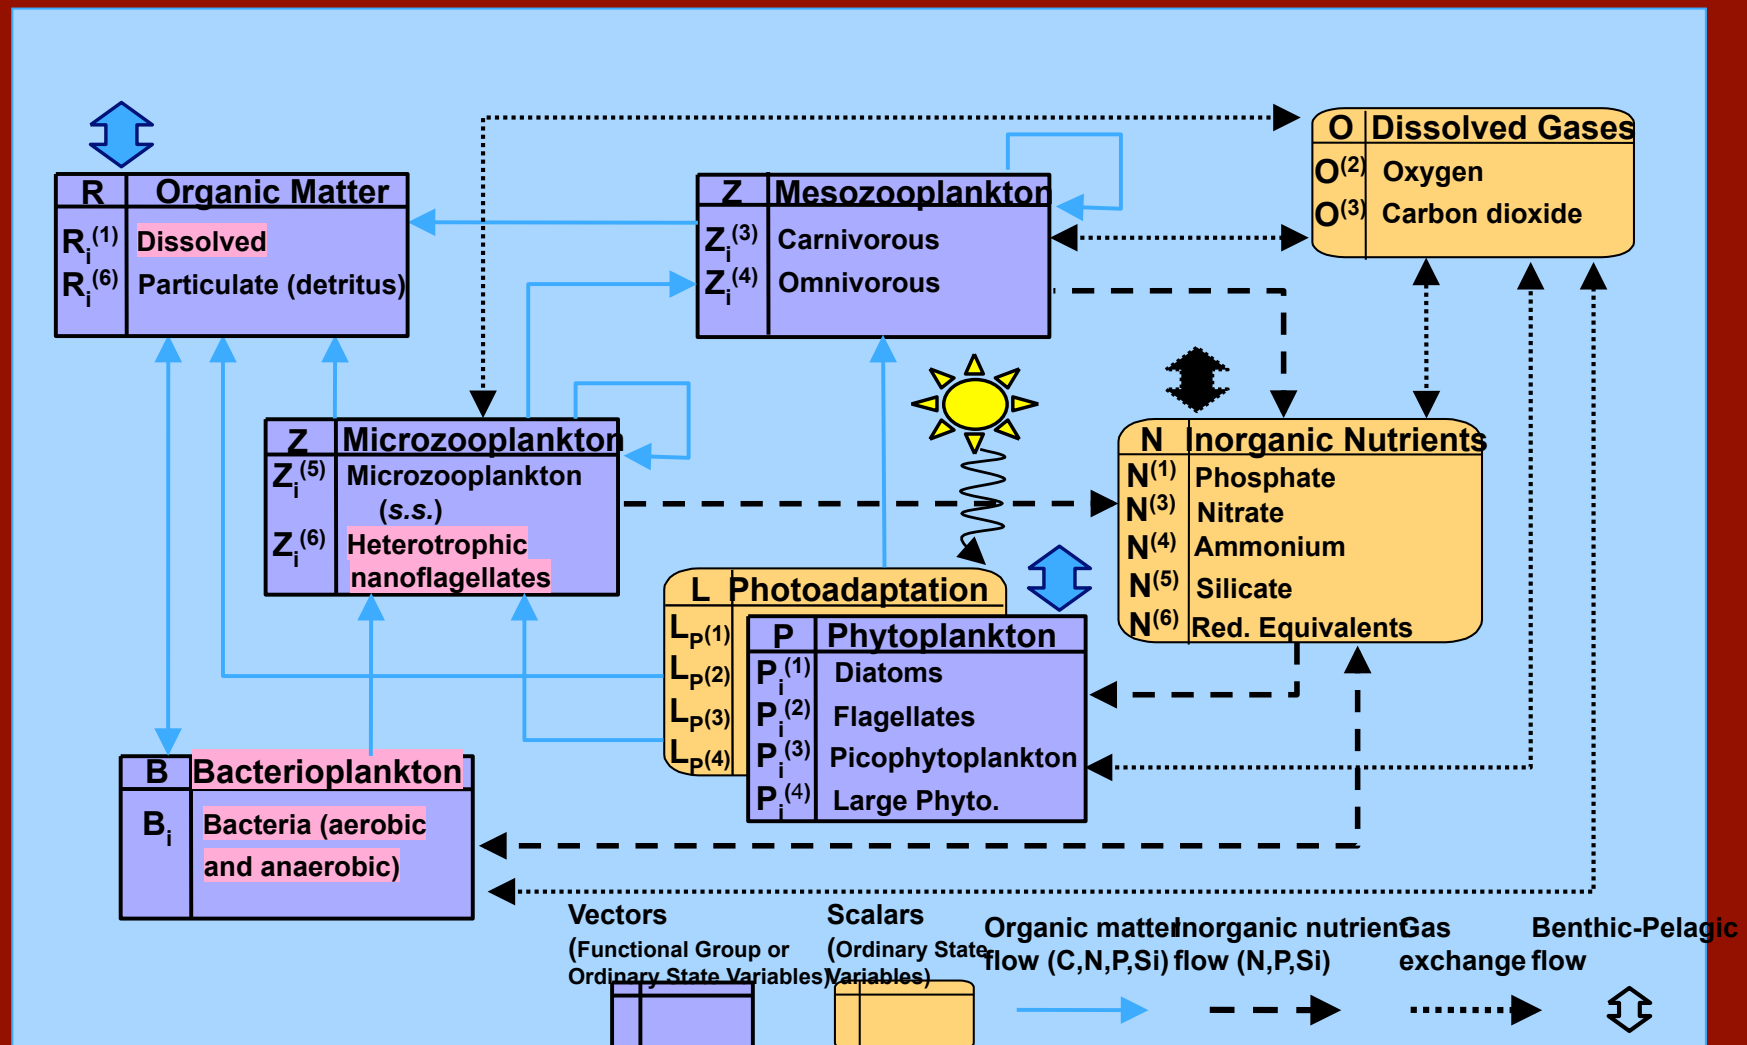 O Dissolved Gases
O(2) Oxygen
O(3) Carbon dioxide
R Organic Matter
Ri(1) Dissolved
Ri(6) Particulate (detritus)
Z Mesozooplankton
Zi(3) Carnivorous
Zi(4) Omnivorous
Z Microzooplankton
Zi(5) Microzooplankton
(s.s.)
Zi(6) Heterotrophic
nanoflagellates
N Inorganic Nutrients
N(1) Phosphate
N(3) Nitrate
N(4) Ammonium
N(5) Silicate
N(6) Red. Equivalents
L Photoadaptation
LP(1)
LP(2)
LP(3)
LP(4)
P Phytoplankton
Pi(1) Diatoms
Pi(2) Flagellates
Pi(3) Picophytoplankton
Pi(4) Large Phyto.
B Bacterioplankton
Bi Bacteria (aerobic
and anaerobic)
Vectors
(Functional Group or
Ordinary State Variables)
Scalars
(Ordinary State
Variables)
Organic matter
flow (C,N,P,Si)
Inorganic nutrient
flow (N,P,Si)
Gas
exchange
Benthic-Pelagic
flow